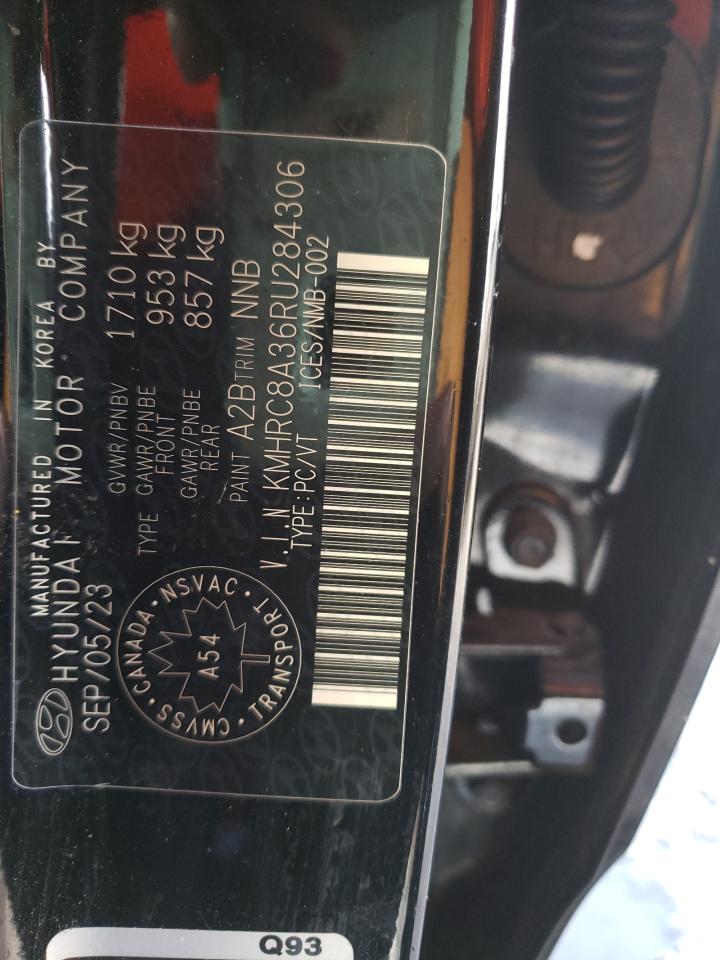 MANUFACTURED IN KOREA BY
HYUNDAI MOTOR COMPANY
SEP/05/23
GVWR/PNBV 1710 kg
TYPE GAWR/PNBE FRONT 953 kg
GAWR/PNBE REAR 857 kg
PAINT A2B TRIM NNB
V.I.N KMHRC8A36RU284306
TYPE:PC/VT ICES/NMB-002
CANADA · NSVAC · TRANSPORT · CMVSS ·
A54
Q93